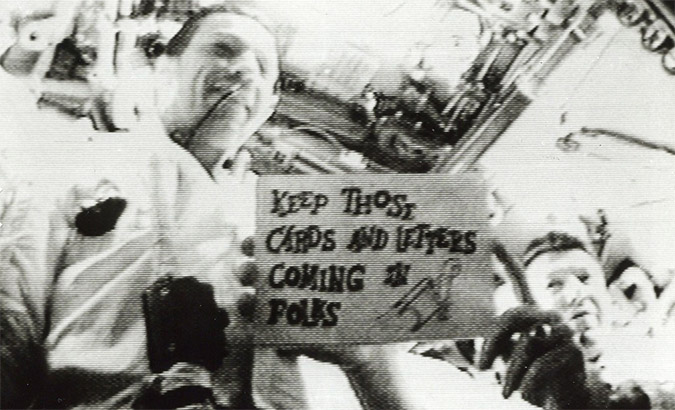 KEEP THOSE
CARDS AND LETTERS
COMING IN
FOLKS